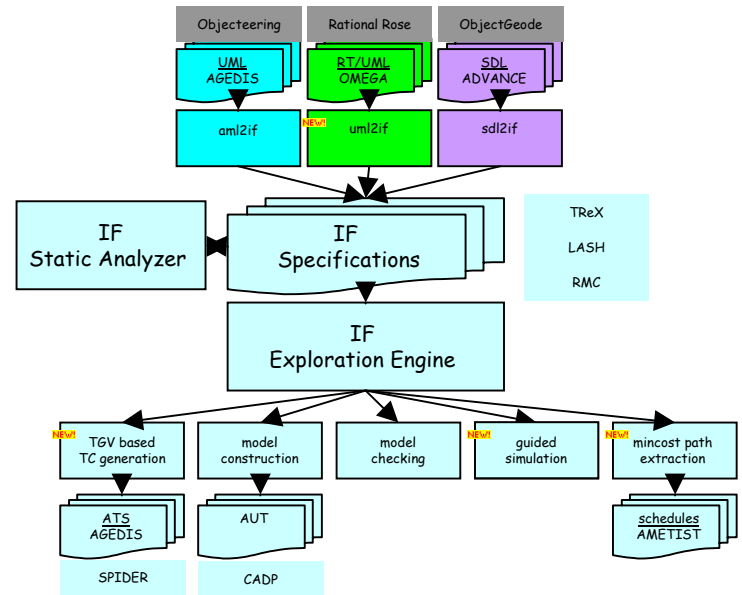 Objecteering
Rational Rose
ObjectGeode
UML
AGEDIS
RT/UML
OMEGA
SDL
ADVANCE
aml2if
NEW!
uml2if
sdl2if
IF
Static Analyzer
IF
Specifications
TReX
LASH
RMC
IF
Exploration Engine
NEW!
TGV based
TC generation
model
construction
model
checking
NEW!
guided
simulation
NEW!
mincost path
extraction
ATS
AGEDIS
AUT
schedules
AMETIST
SPIDER
CADP